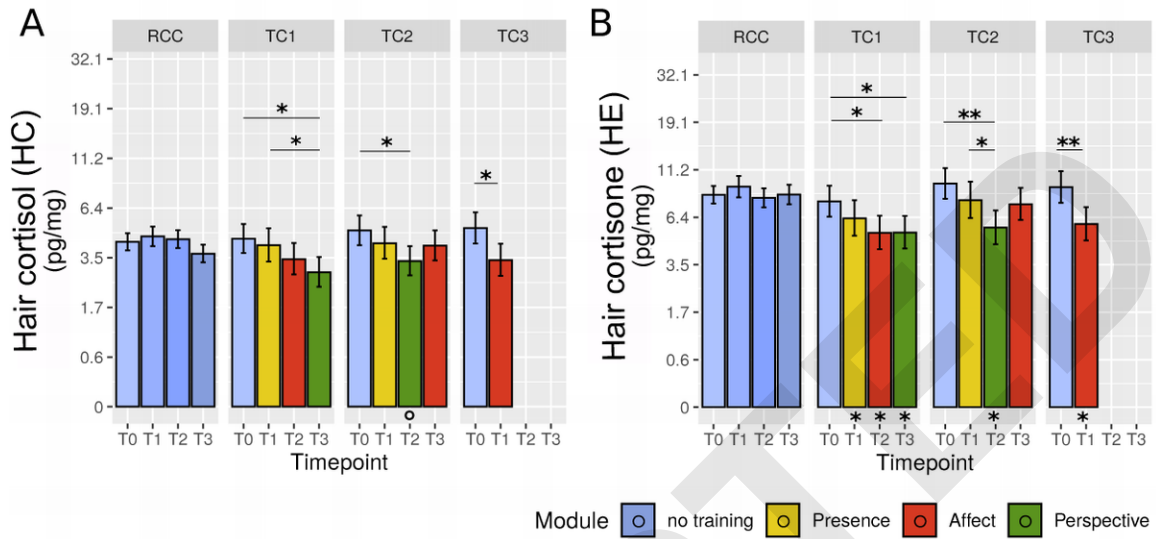 A
RCC TC1 TC2 TC3
Hair cortisol (HC)
(pg/mg)
32.1
19.1
11.2
6.4
3.5
1.7
0.6
0
* * * *
T0 T1 T2 T3 T0 T1 T2 T3 T0 T1 T2 T3 T0 T1 T2 T3
Timepoint
B
RCC TC1 TC2 TC3
Hair cortisone (HE)
(pg/mg)
32.1
19.1
11.2
6.4
3.5
1.7
0.6
0
* * ** * **
* * * * *
T0 T1 T2 T3 T0 T1 T2 T3 T0 T1 T2 T3 T0 T1 T2 T3
Timepoint
Module no training Presence Affect Perspective